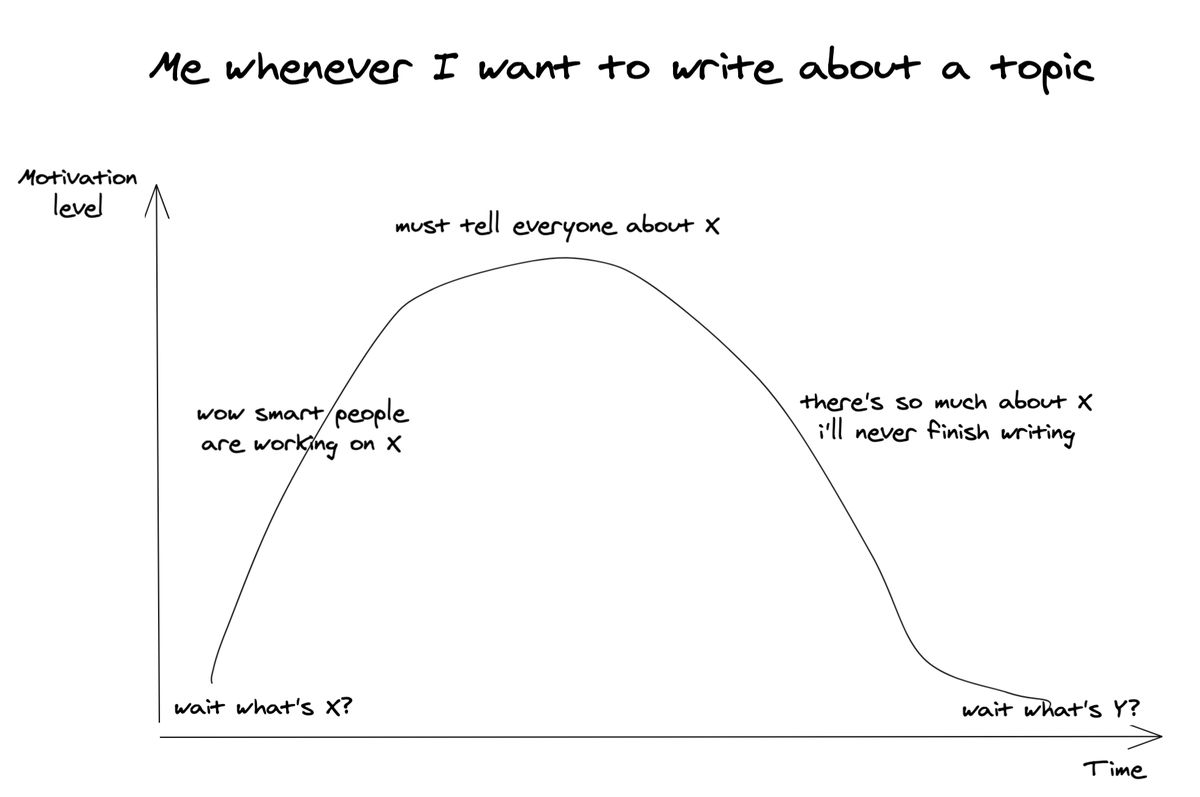 Me whenever I want to write about a topic
Motivation
level
must tell everyone about X
wow smart people
are working on X
there's so much about X
i'll never finish writing
wait what's X?
wait what's Y?
Time